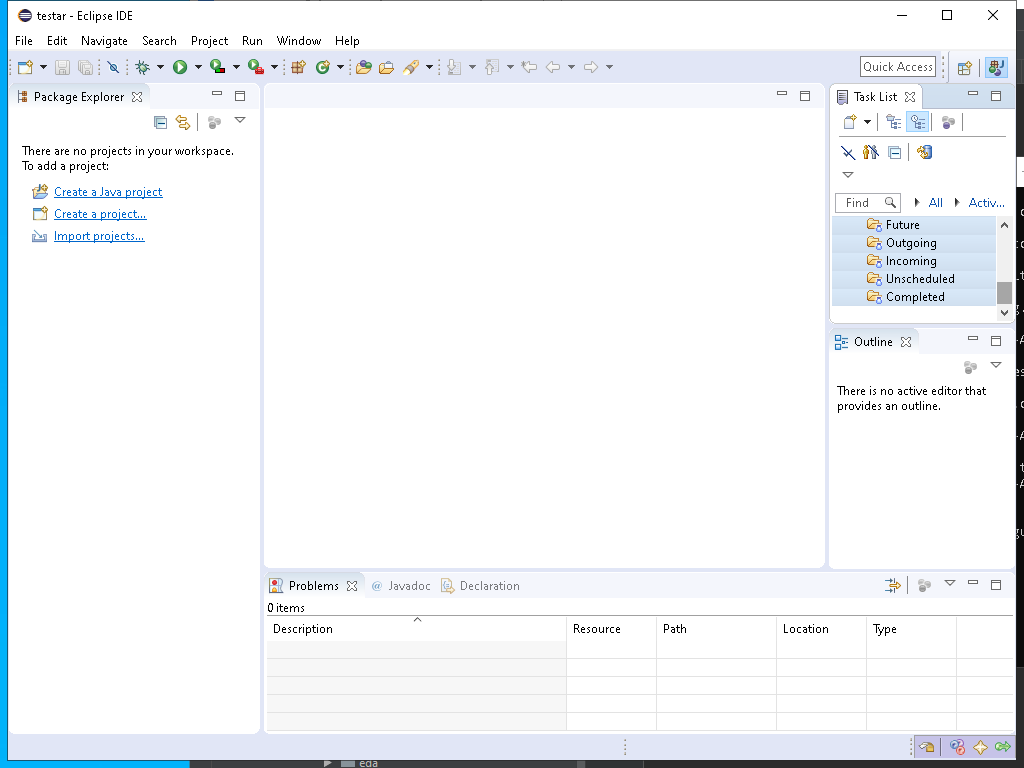 testar - Eclipse IDE
File Edit Navigate Search Project Run Window Help
Quick Access
Package Explorer
There are no projects in your workspace.
To add a project:
Create a Java project
Create a project...
Import projects...
Task List
Find All Activ...
Future
Outgoing
Incoming
Unscheduled
Completed
Outline
There is no active editor that
provides an outline.
Problems @ Javadoc Declaration
0 items
Description Resource Path Location Type
eda